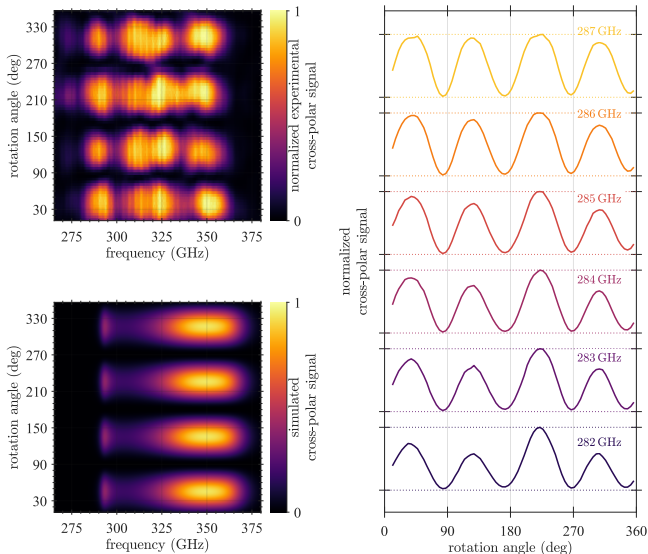 330
270
210
150
90
30
rotation angle (deg)
275
300
325
350
375
frequency (GHz)
1
0
normalized experimental
cross-polar signal
330
270
210
150
90
30
rotation angle (deg)
275
300
325
350
375
frequency (GHz)
1
0
simulated
cross-polar signal
normalized
cross-polar signal
287 GHz
286 GHz
285 GHz
284 GHz
283 GHz
282 GHz
0
90
180
270
360
rotation angle (deg)